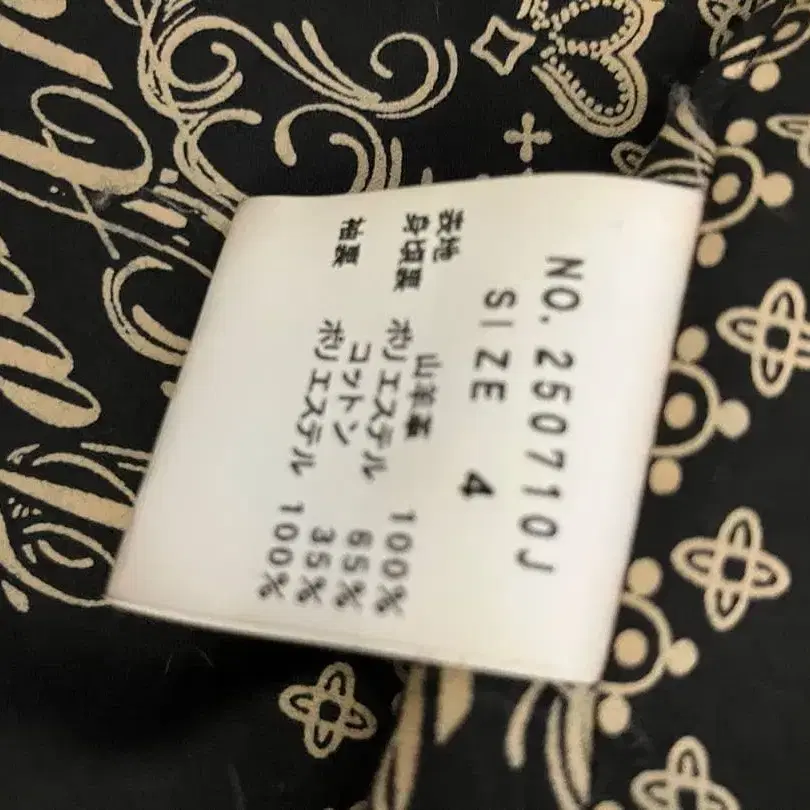 NO. 250710J
SIZE 4
表地 山羊革 100%
身頃裏 ポリエステル 65%
コットン 35%
袖裏 ポリエステル 100%